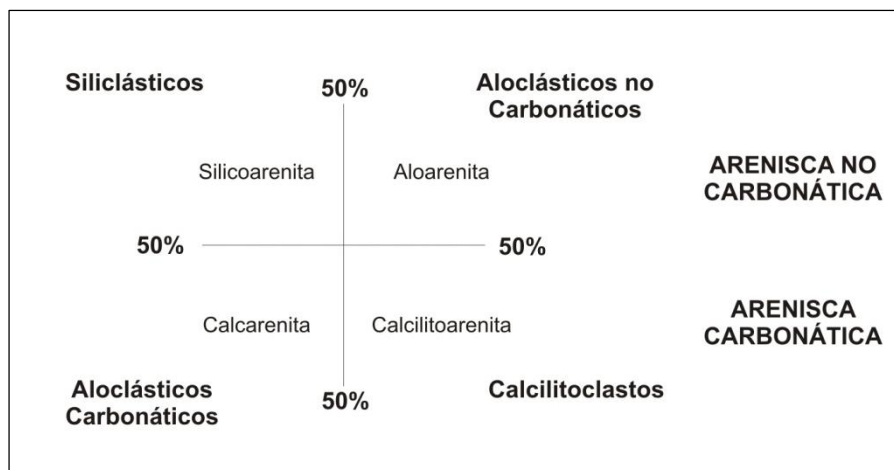 Siliclásticos
50%
Aloclásticos no
Carbonáticos
Silicoarenita
Aloarenita
ARENISCA NO
CARBONÁTICA
50%
50%
Calcarenita
Calcilitoarenita
ARENISCA
CARBONÁTICA
Aloclásticos
Carbonáticos
50%
Calcilitoclastos